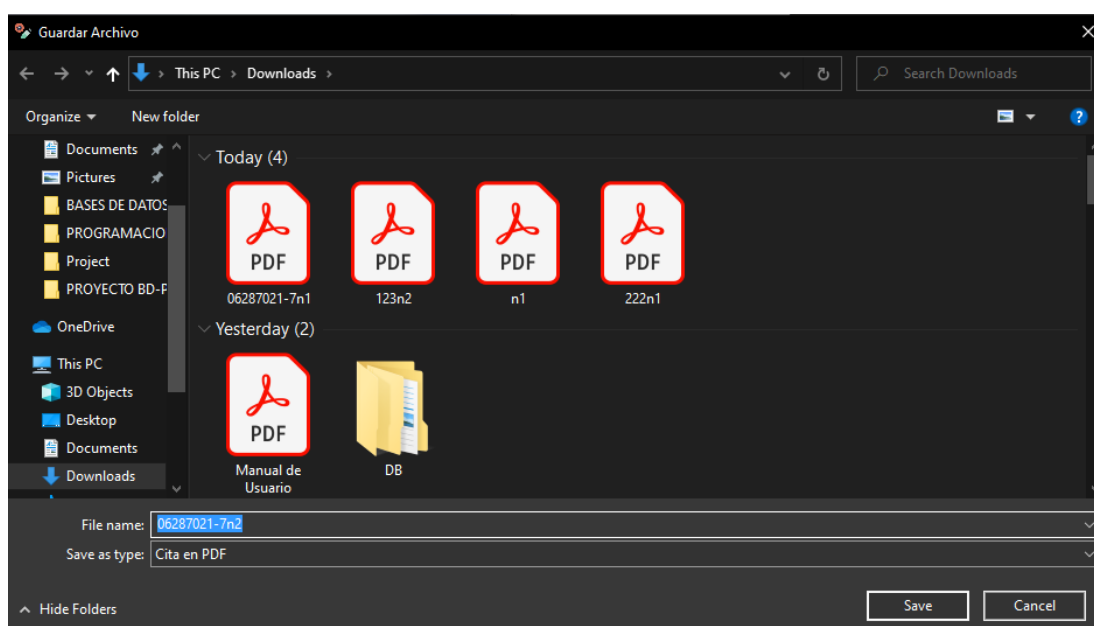 Guardar Archivo
This PC > Downloads >
Search Downloads
Organize
New folder
Documents
Pictures
BASES DE DATOS
PROGRAMACIO
Project
PROYECTO BD-P
OneDrive
This PC
3D Objects
Desktop
Documents
Downloads
Today (4)
PDF PDF PDF PDF
06287021-7n1 123n2 n1 222n1
Yesterday (2)
PDF
Manual de
Usuario
DB
File name: 06287021-7n2
Save as type: Cita en PDF
Hide Folders
Save
Cancel